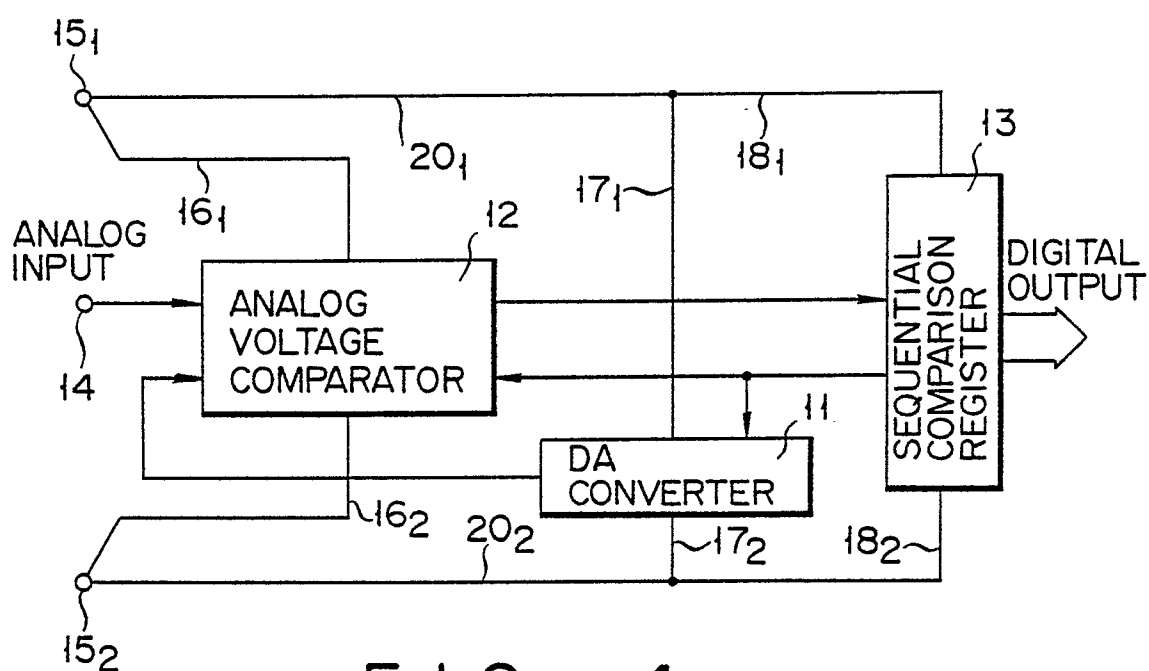 15₁
20₁
18₁
13
17₁
16₁
12
ANALOG
INPUT
DIGITAL
OUTPUT
ANALOG
VOLTAGE
COMPARATOR
SEQUENTIAL
COMPARISON
REGISTER
14
11
DA
CONVERTER
16₂
20₂
17₂
18₂
15₂